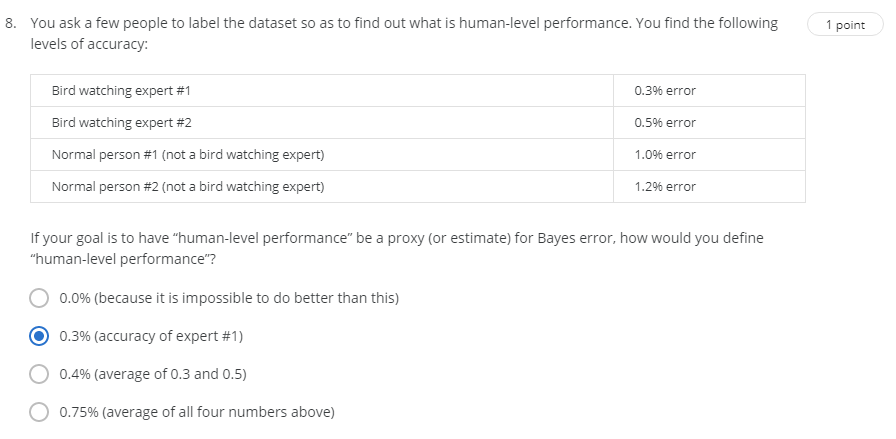 8. You ask a few people to label the dataset so as to find out what is human-level performance. You find the following
levels of accuracy:
1 point
Bird watching expert #1 0.3% error
Bird watching expert #2 0.5% error
Normal person #1 (not a bird watching expert) 1.0% error
Normal person #2 (not a bird watching expert) 1.2% error
If your goal is to have “human-level performance” be a proxy (or estimate) for Bayes error, how would you define
“human-level performance”?
0.0% (because it is impossible to do better than this)
0.3% (accuracy of expert #1)
0.4% (average of 0.3 and 0.5)
0.75% (average of all four numbers above)